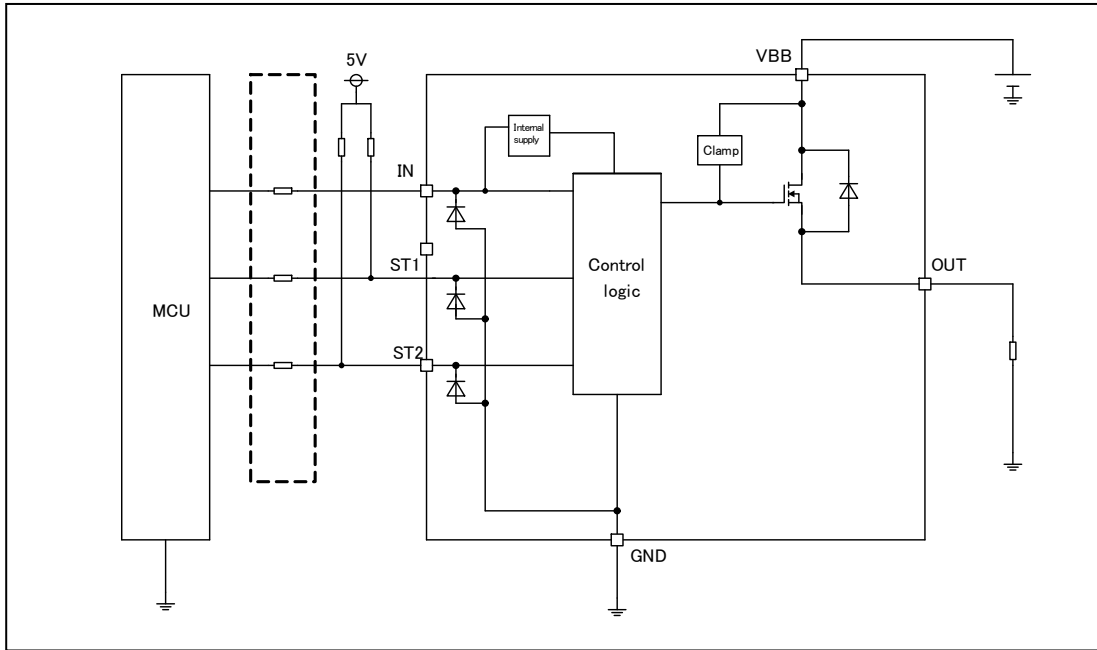 VBB
5V
Internal
supply
Clamp
IN
ST1
Control
logic
OUT
MCU
ST2
GND